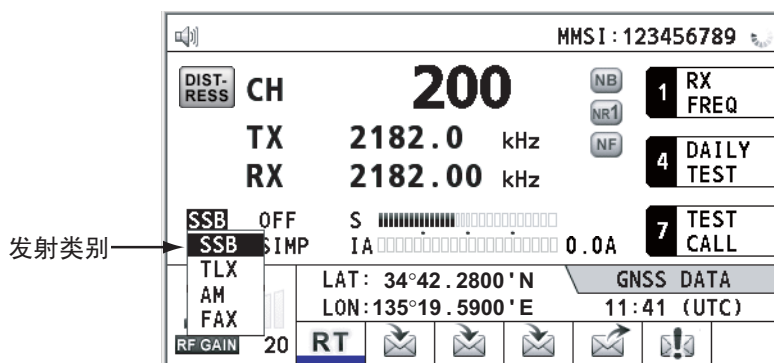 MMSI:123456789
DIST-
RESS
CH 200
NB
NR1
NF
1 RX
FREQ
TX 2182.0 kHz
RX 2182.00 kHz
4 DAILY
TEST
SSB OFF S
7 TEST
CALL
发射类别
SSB SIMP IA 0.0A
TLX
AM
FAX
LAT: 34°42.2800'N
LON:135°19.5900'E
GNSS DATA
11:41 (UTC)
RF GAIN 20
RT